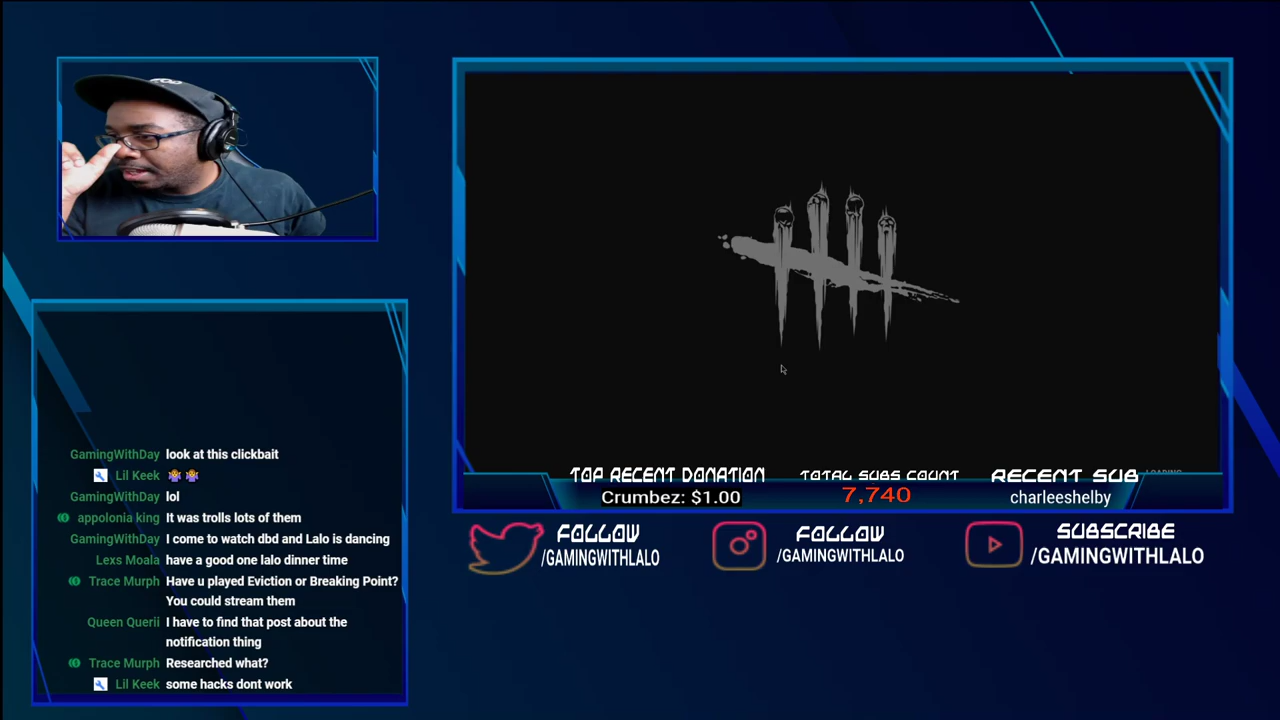 GamingWithDay look at this clickbait
Lil Keek 🤷‍♀️ 🤷‍♀️
GamingWithDay lol
appolonia king It was trolls lots of them
GamingWithDay I come to watch dbd and Lalo is dancing
Lexs Moala have a good one lalo dinner time
Trace Murph Have u played Eviction or Breaking Point?
You could stream them
Queen Querii I have to find that post about the
notification thing
Trace Murph Researched what?
Lil Keek some hacks dont work
TOP RECENT DONATION
Crumbez: $1.00
TOTAL SUBS COUNT
7,740
RECENT SUB
charleeshelby
LOADING
FOLLOW
/GAMINGWITHLALO
FOLLOW
/GAMINGWITHLALO
SUBSCRIBE
/GAMINGWITHLALO